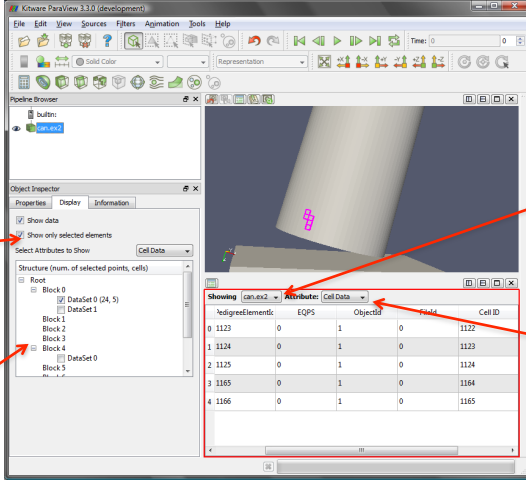 Kitware ParaView 3.3.0 (development)
File Edit View Sources Filters Animation Tools Help
Time: 0 0
Solid Color Representation +X -X +Y -Y +Z -Z
Pipeline Browser
builtin:
can.ex2
Object Inspector
Properties Display Information
Show data
Show only selected elements
Select Attributes to Show Cell Data
Structure (num. of selected points, cells)
Root
Block 0
DataSet 0 (24, 5)
DataSet 1
Block 1
Block 2
Block 3
Block 4
DataSet 0
Block 5
Showing can.ex2 Attribute: Cell Data
PedigreeElementId EQPS ObjectId FileId Cell ID
0 1123 0 1 0 1122
1 1124 0 1 0 1123
2 1125 0 1 0 1124
3 1165 0 1 0 1164
4 1166 0 1 0 1165